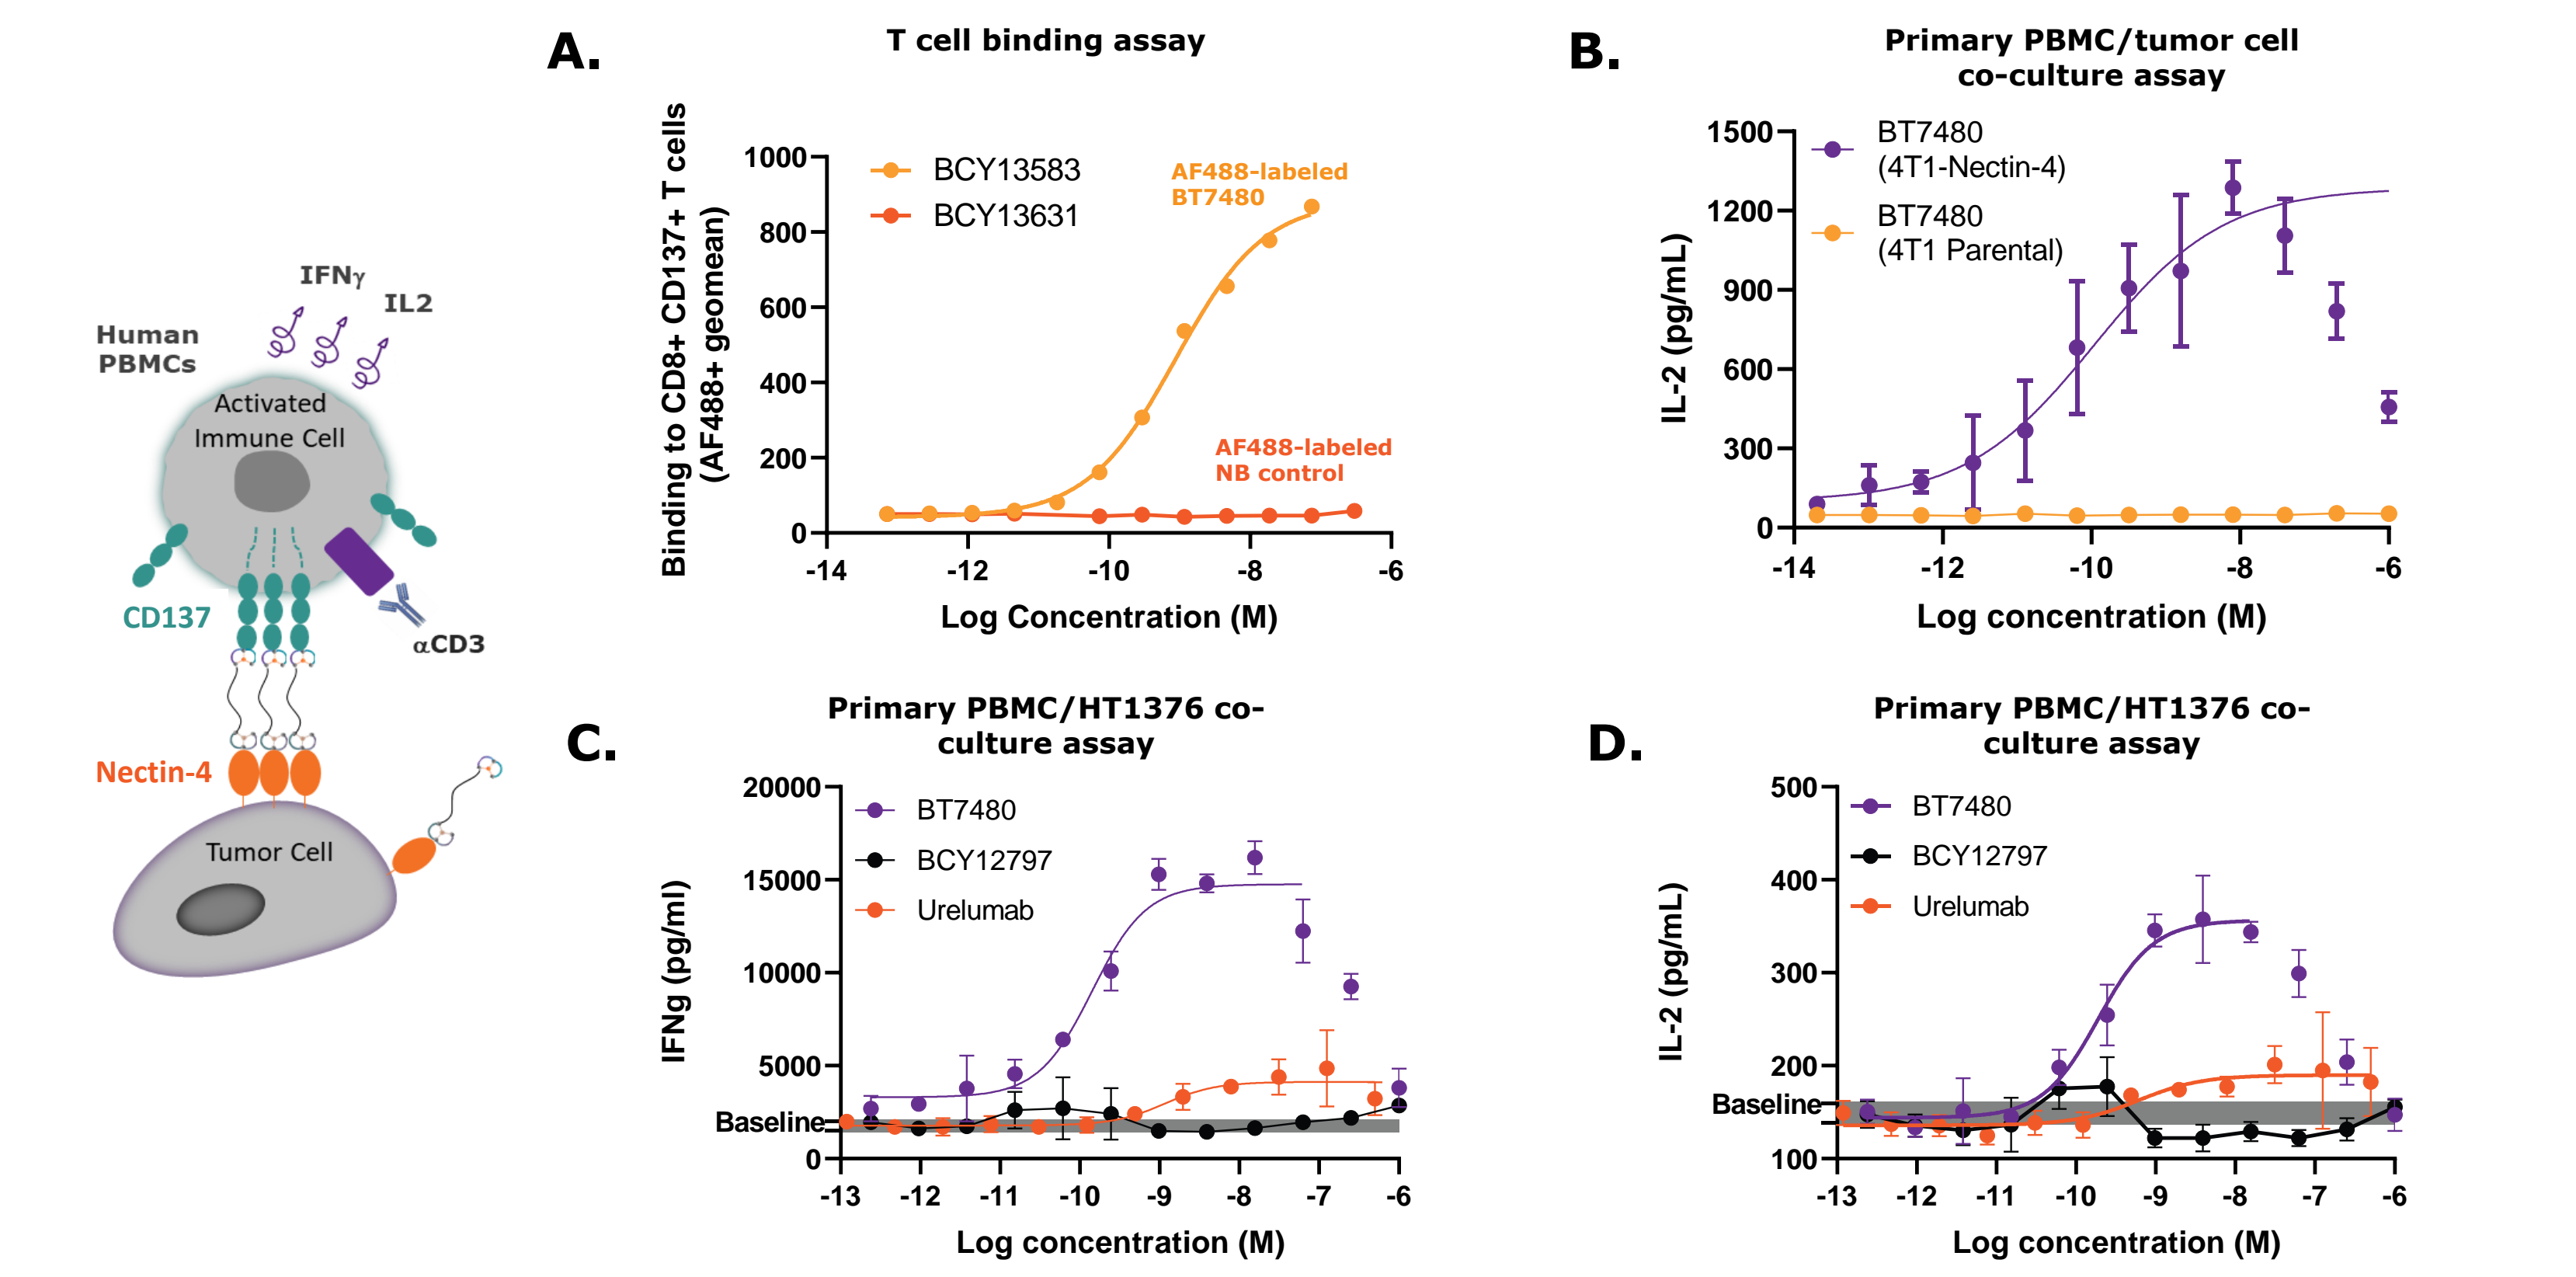 IFNγ
IL2
Human
PBMCs
Activated
Immune Cell
CD137
αCD3
Nectin-4
Tumor Cell
A.
T cell binding assay
Binding to CD8+ CD137+ T cells
(AF488+ geomean)
1000
800
600
400
200
0
BCY13583
BCY13631
AF488-labeled
BT7480
AF488-labeled
NB control
-14
-12
-10
-8
-6
Log Concentration (M)
B.
Primary PBMC/tumor cell
co-culture assay
IL-2 (pg/mL)
1500
1200
900
600
300
0
BT7480
(4T1-Nectin-4)
BT7480
(4T1 Parental)
-14
-12
-10
-8
-6
Log concentration (M)
C.
Primary PBMC/HT1376 co-
culture assay
IFNg (pg/ml)
20000
15000
10000
5000
Baseline
0
BT7480
BCY12797
Urelumab
-13
-12
-11
-10
-9
-8
-7
-6
Log concentration (M)
D.
Primary PBMC/HT1376 co-
culture assay
IL-2 (pg/mL)
500
400
300
200
Baseline
100
BT7480
BCY12797
Urelumab
-13
-12
-11
-10
-9
-8
-7
-6
Log concentration (M)